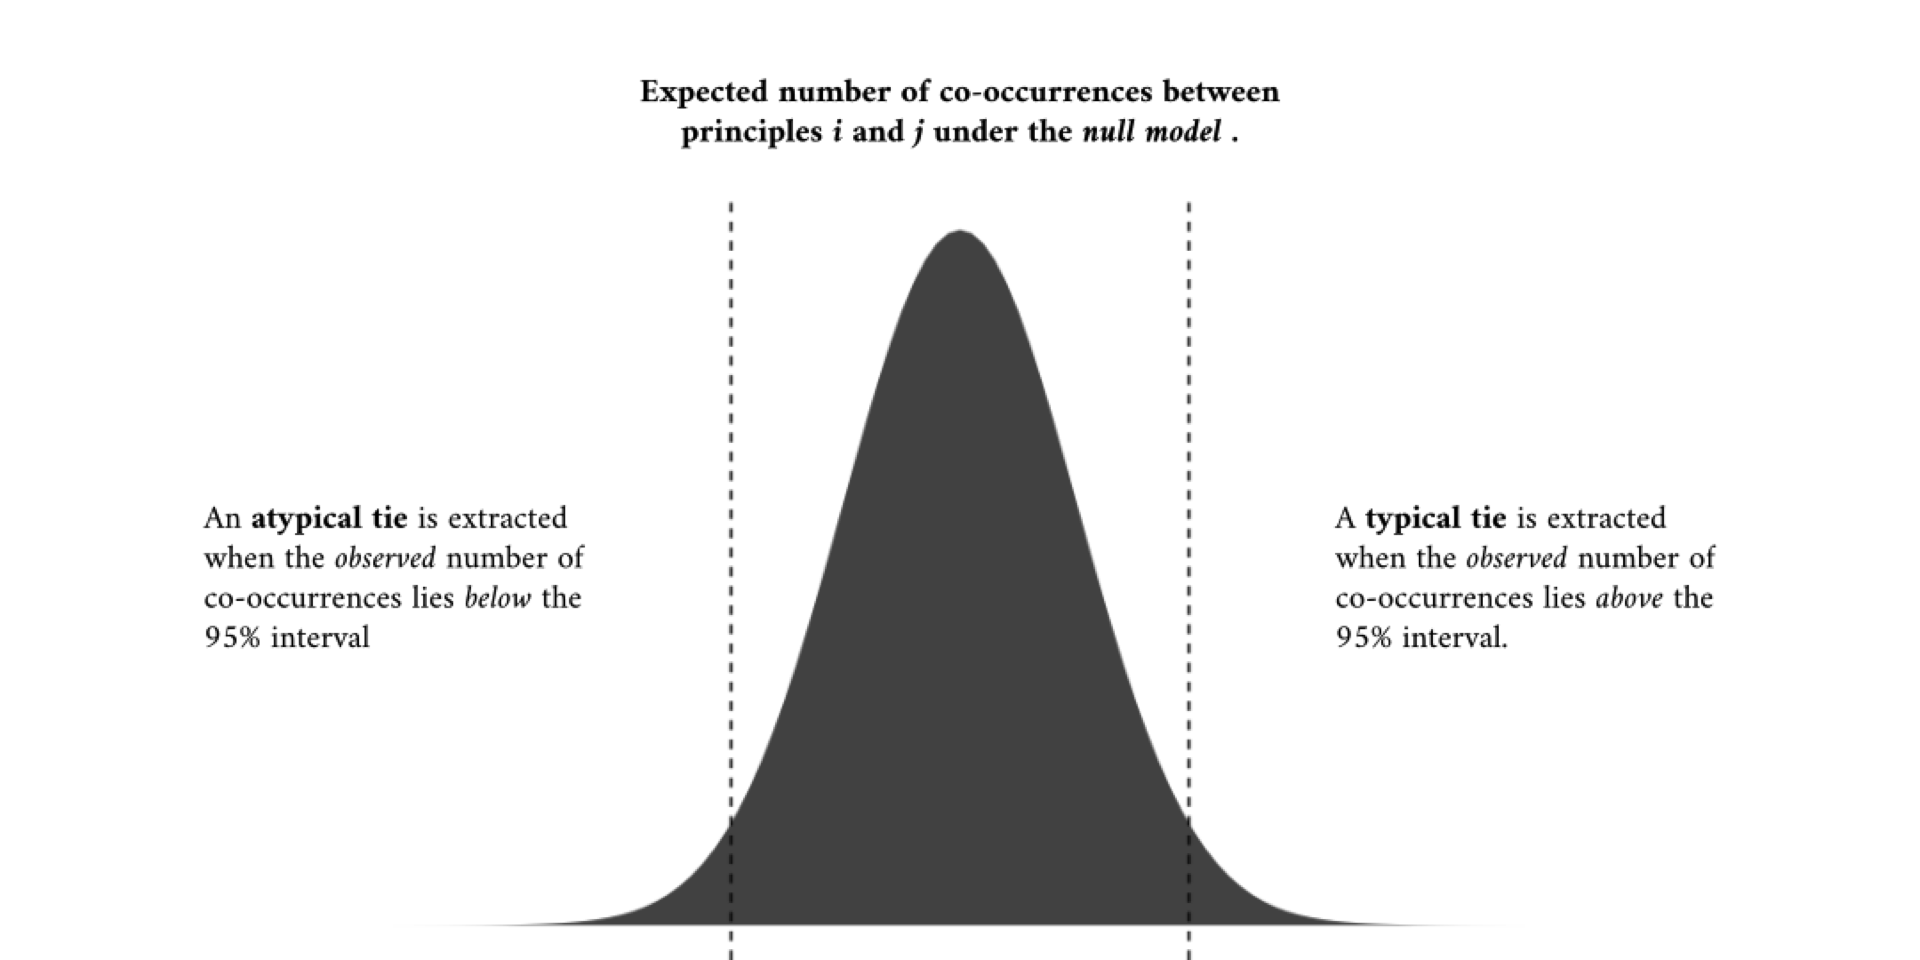 Expected number of co-occurrences between
principles i and j under the null model .
An atypical tie is extracted
when the observed number of
co-occurrences lies below the
95% interval
A typical tie is extracted
when the observed number of
co-occurrences lies above the
95% interval.